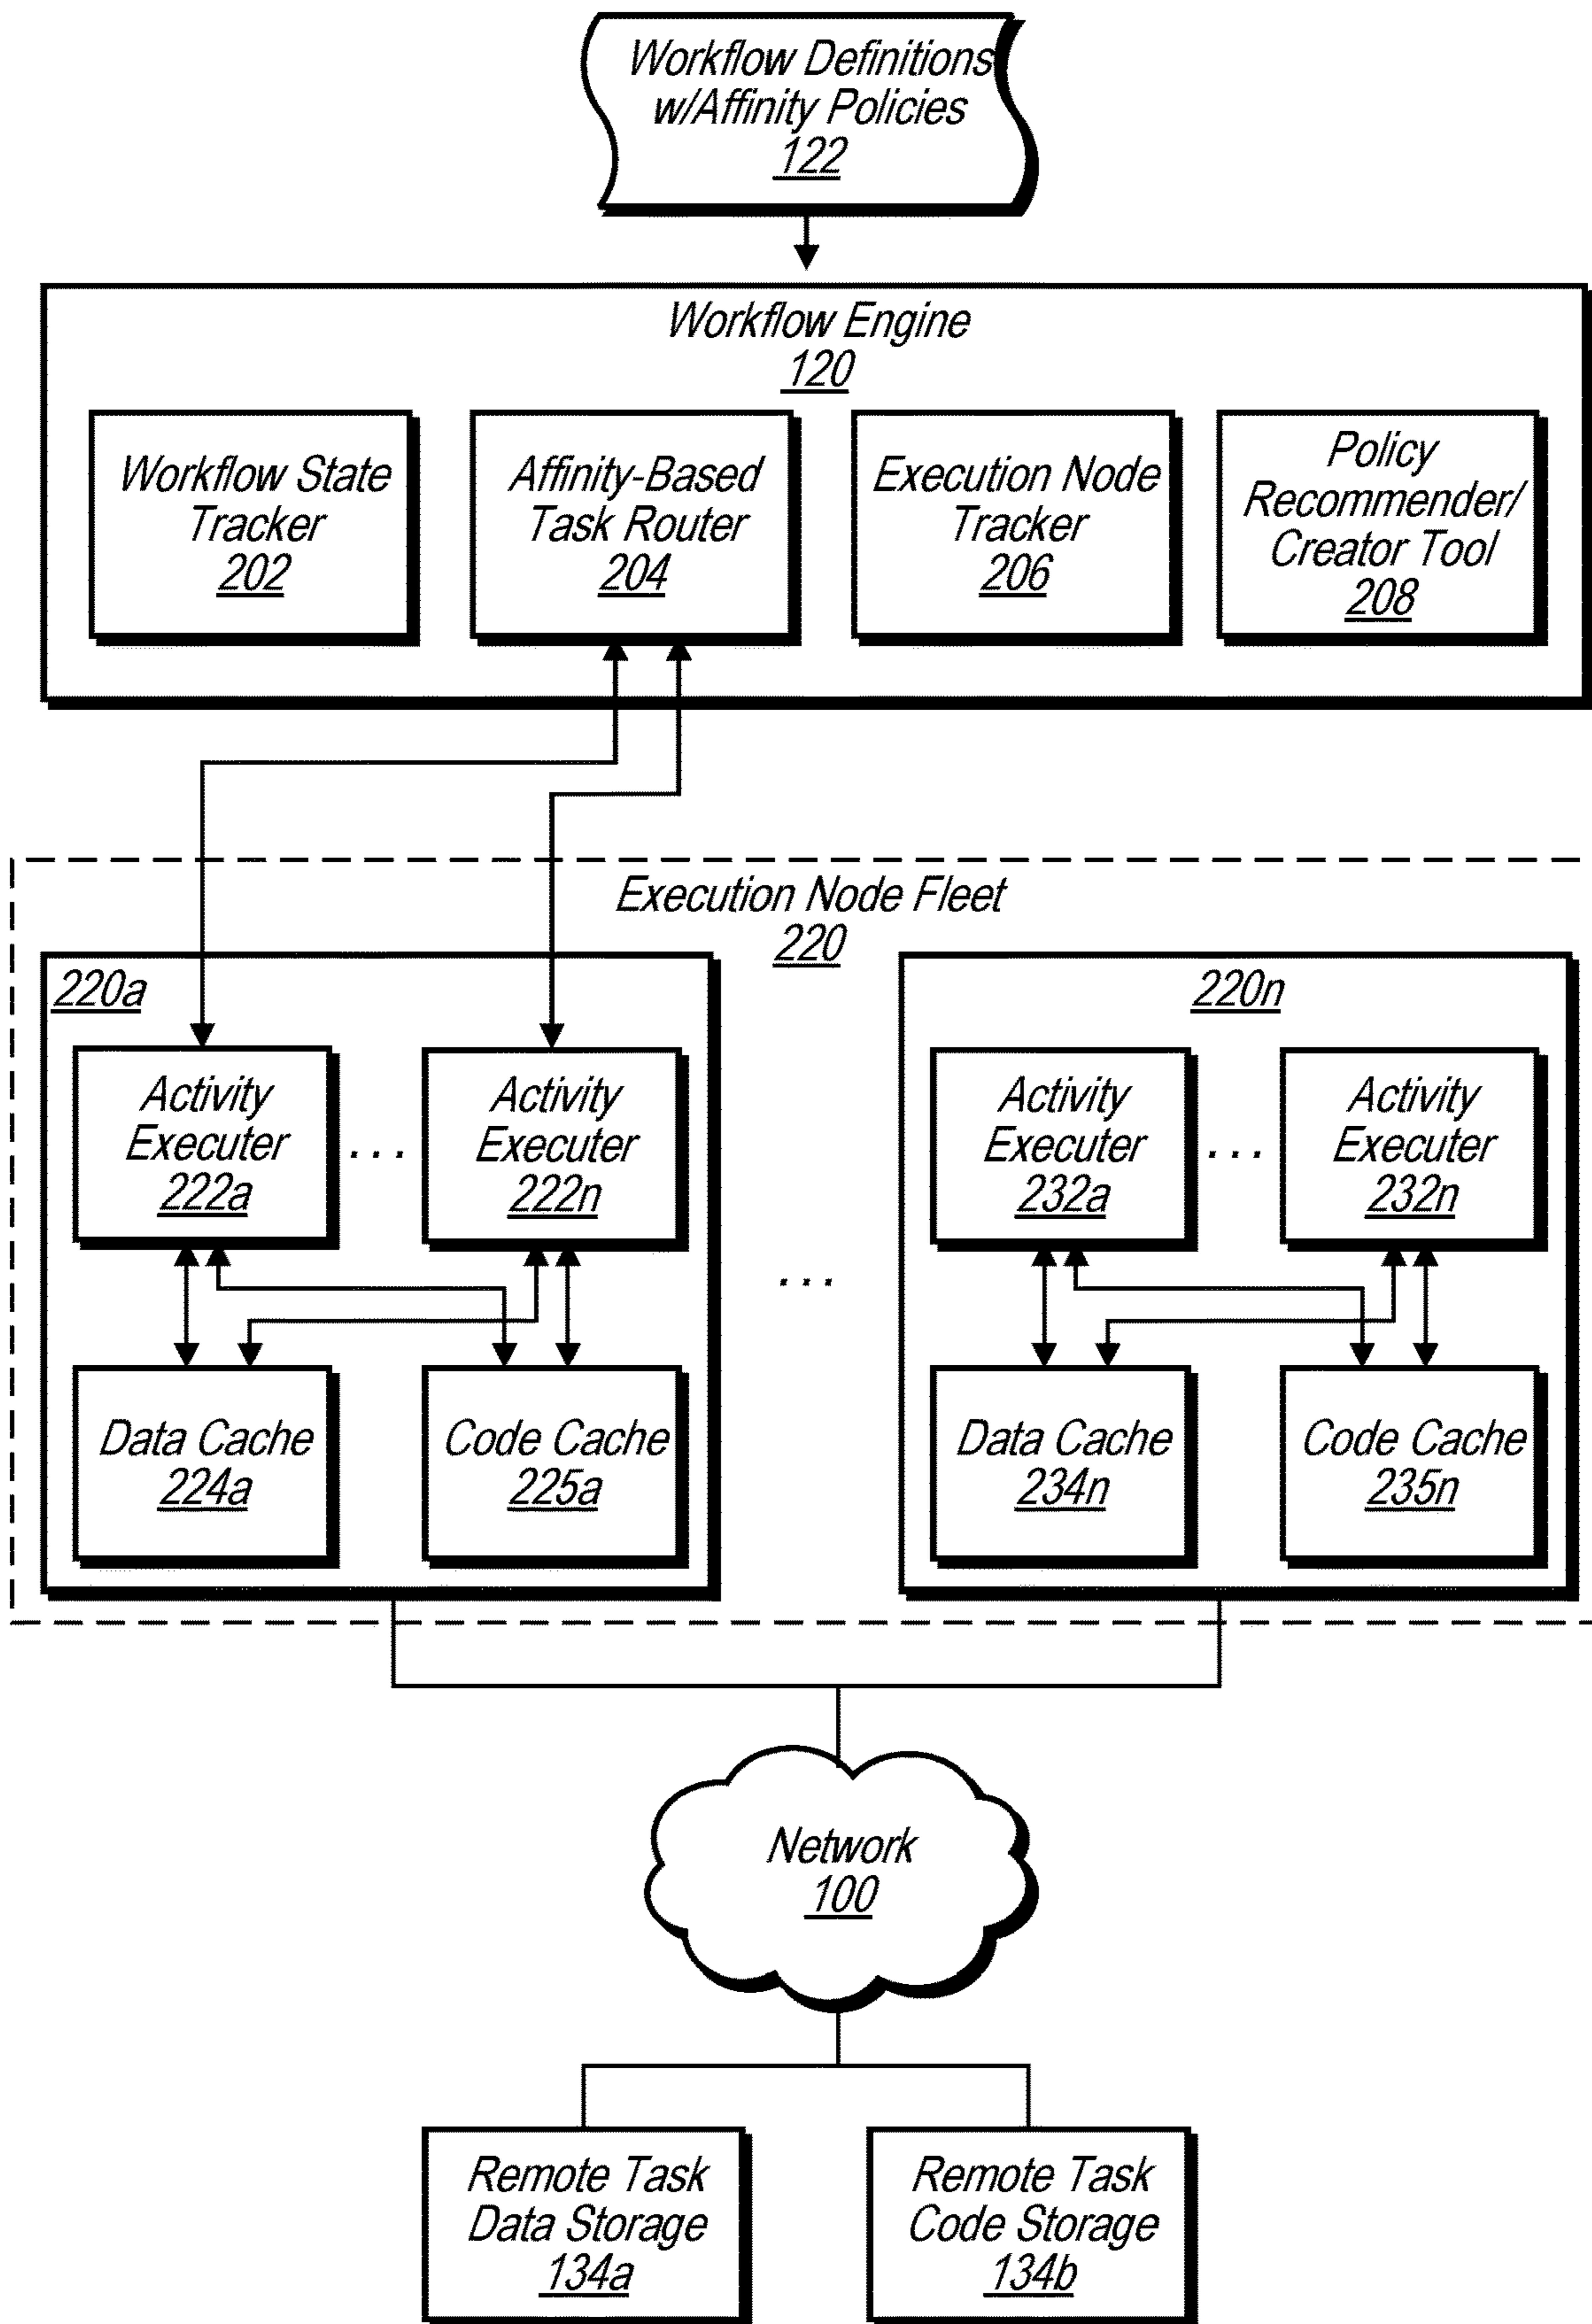 Workflow Definitions
w/Affinity Policies
122
Workflow Engine
120
Workflow State
Tracker
202
Affinity-Based
Task Router
204
Execution Node
Tracker
206
Policy
Recommender/
Creator Tool
208
Execution Node Fleet
220
220a
Activity
Executer
222a
...
Activity
Executer
222n
Data Cache
224a
Code Cache
225a
...
220n
Activity
Executer
232a
...
Activity
Executer
232n
Data Cache
234n
Code Cache
235n
Network
100
Remote Task
Data Storage
134a
Remote Task
Code Storage
134b